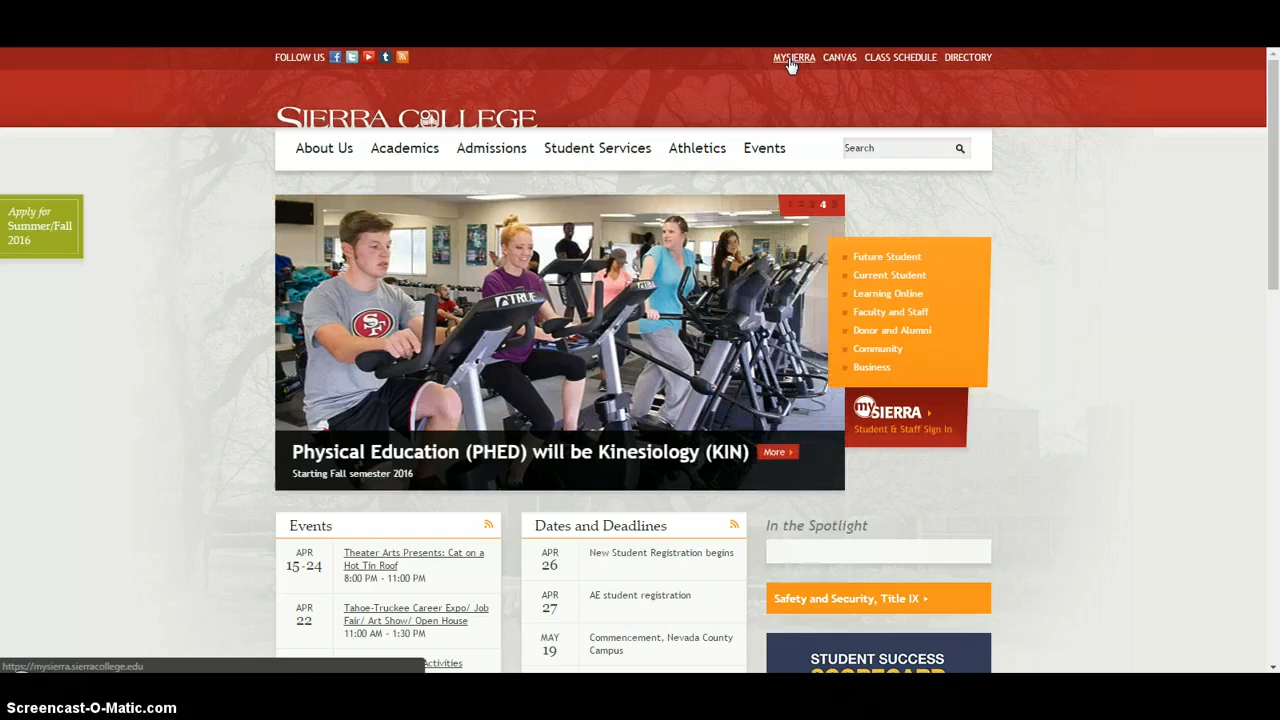 FOLLOW US
MYSIERRA CANVAS CLASS SCHEDULE DIRECTORY
SIERRA COLLEGE
About Us Academics Admissions Student Services Athletics Events
Search
Apply for
Summer/Fall
2016
4
TRUE
SF
Future Student
Current Student
Learning Online
Faculty and Staff
Donor and Alumni
Community
Business
my SIERRA
Student & Staff Sign In
Physical Education (PHED) will be Kinesiology (KIN) More
Starting Fall semester 2016
Events
APR
15-24
Theater Arts Presents: Cat on a
Hot Tin Roof
8:00 PM - 11:00 PM
APR
22
Tahoe-Truckee Career Expo/ Job
Fair/ Art Show/ Open House
11:00 AM - 1:30 PM
Activities
Dates and Deadlines
APR
26
New Student Registration begins
APR
27
AE student registration
MAY
19
Commencement, Nevada County
Campus
In the Spotlight
Safety and Security, Title IX
STUDENT SUCCESS
SCORECARD
https://mysierra.sierracollege.edu
Screencast-O-Matic.com